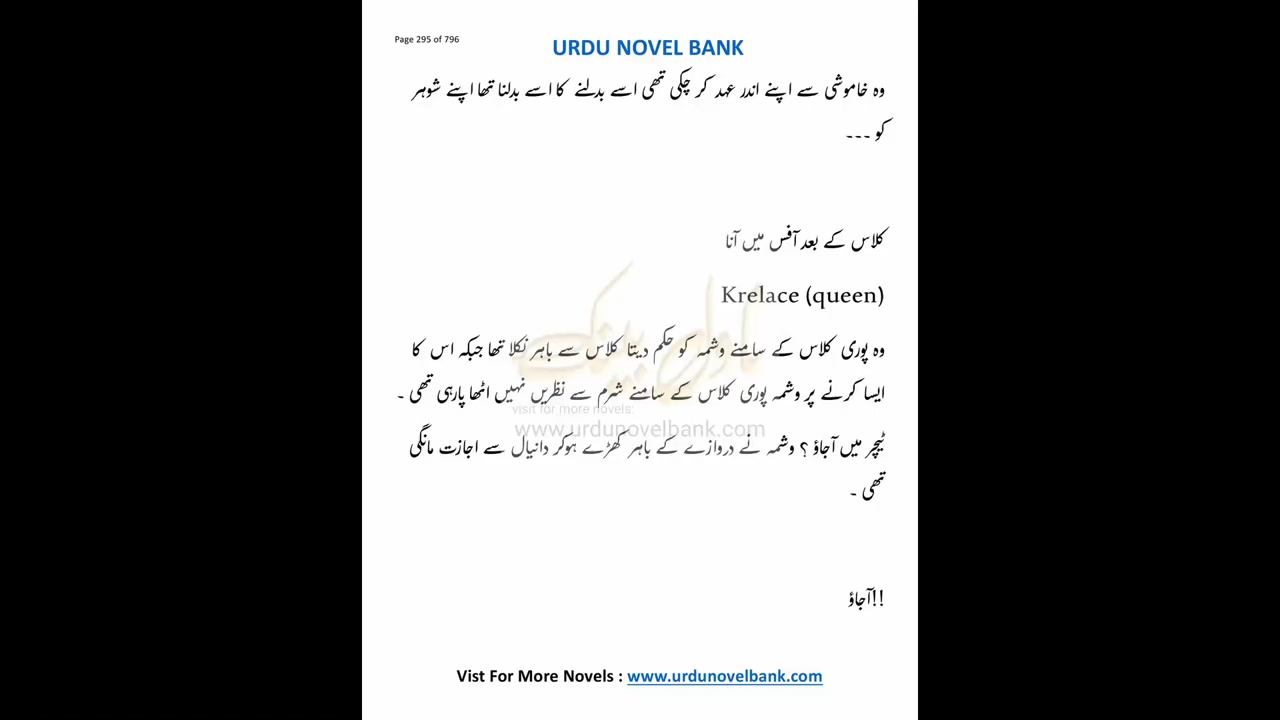 Page 295 of 796
URDU NOVEL BANK
وہ خاموشی سے اپنے اندر عہد کر چکی تھی اسے بدلنے کا اسے بدلنا تھا اپنے شوہر
کو ---
کلاس کے بعد آفس میں آنا
Krelace (queen)
وہ پوری کلاس کے سامنے وشمہ کو حکم دیتا کلاس سے باہر نکلا تھا جبکہ اس کا
ایسا کرنے پر وشمہ پوری کلاس کے سامنے شرم سے نظریں نہیں اٹھا پارہی تھی ۔
ناول بینک
visit for more novels:
www.urdunovelbank.com
ٹیچر میں آجاؤ ؟ وشمہ نے دروازے کے باہر کھڑے ہوکر دانیال سے اجازت مانگی
تھی ۔
!!آجاؤ
Vist For More Novels : www.urdunovelbank.com